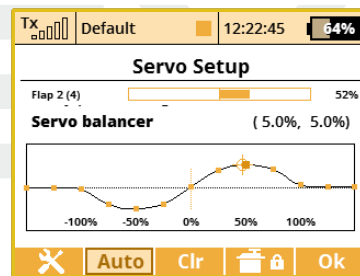 Tx Default 12:22:45 64%
Servo Setup
Flap 2 (4) 52%
Servo balancer ( 5.0%, 5.0%)
-100% -50% 0% 50% 100%
Auto Clr Ok